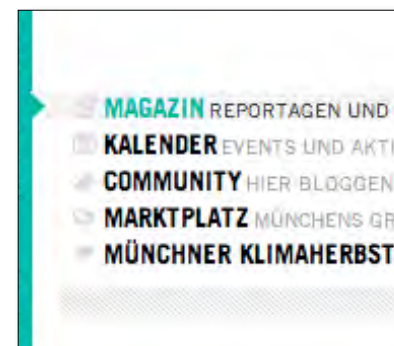 MAGAZIN REPORTAGEN UND
KALENDER EVENTS UND
COMMUNITY HIER BLOGGEN
MARKTPLATZ MÜNCHENS
MÜNCHNER KLIMAHERBST